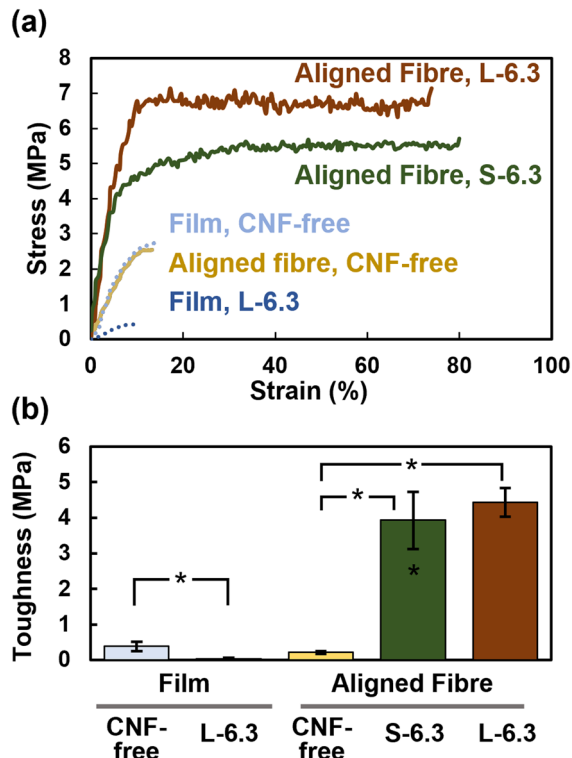 (a)
8
7
6
5
4
3
2
1
0
Stress (MPa)
Aligned Fibre, L-6.3
Aligned Fibre, S-6.3
Film, CNF-free
Aligned fibre, CNF-free
Film, L-6.3
0 20 40 60 80 100
Strain (%)
(b)
6
5
4
3
2
1
0
Toughness (MPa)
*
*
*
*
Film Aligned Fibre
CNF- L-6.3 CNF- S-6.3 L-6.3
free free